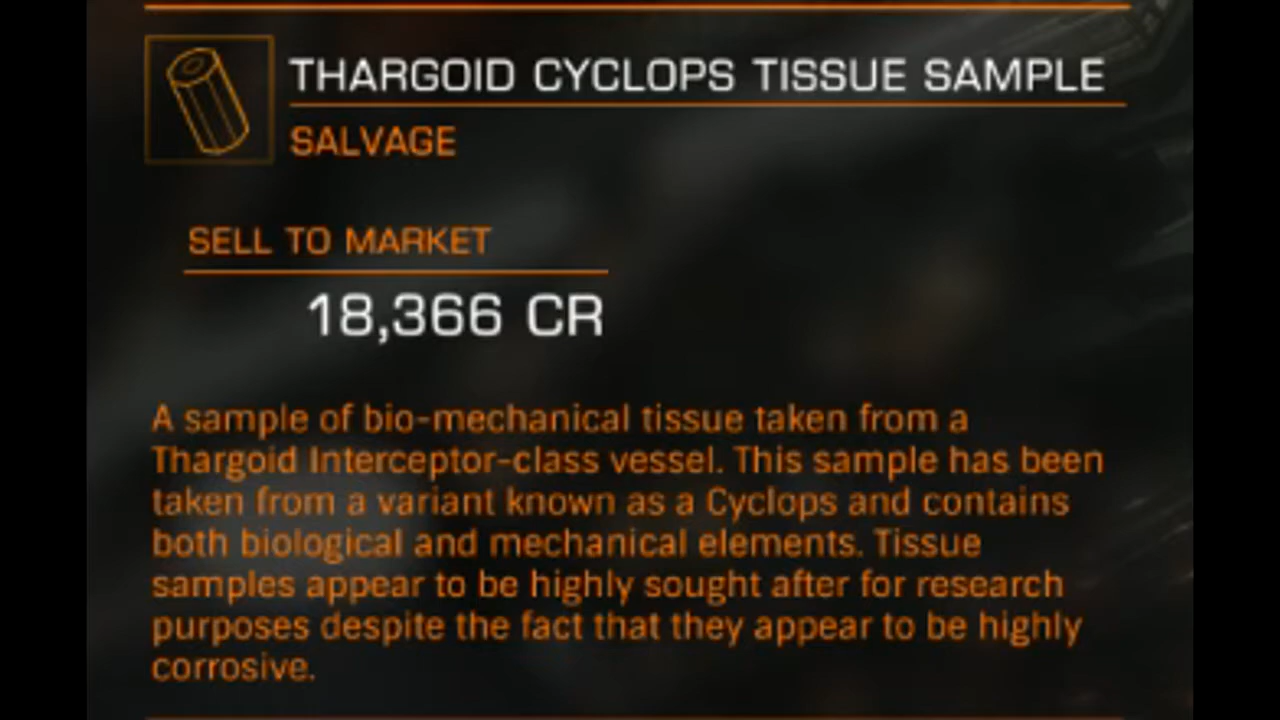 THARGOID CYCLOPS TISSUE SAMPLE
SALVAGE
SELL TO MARKET
18,366 CR
A sample of bio-mechanical tissue taken from a
Thargoid Interceptor-class vessel. This sample has been
taken from a variant known as a Cyclops and contains
both biological and mechanical elements. Tissue
samples appear to be highly sought after for research
purposes despite the fact that they appear to be highly
corrosive.